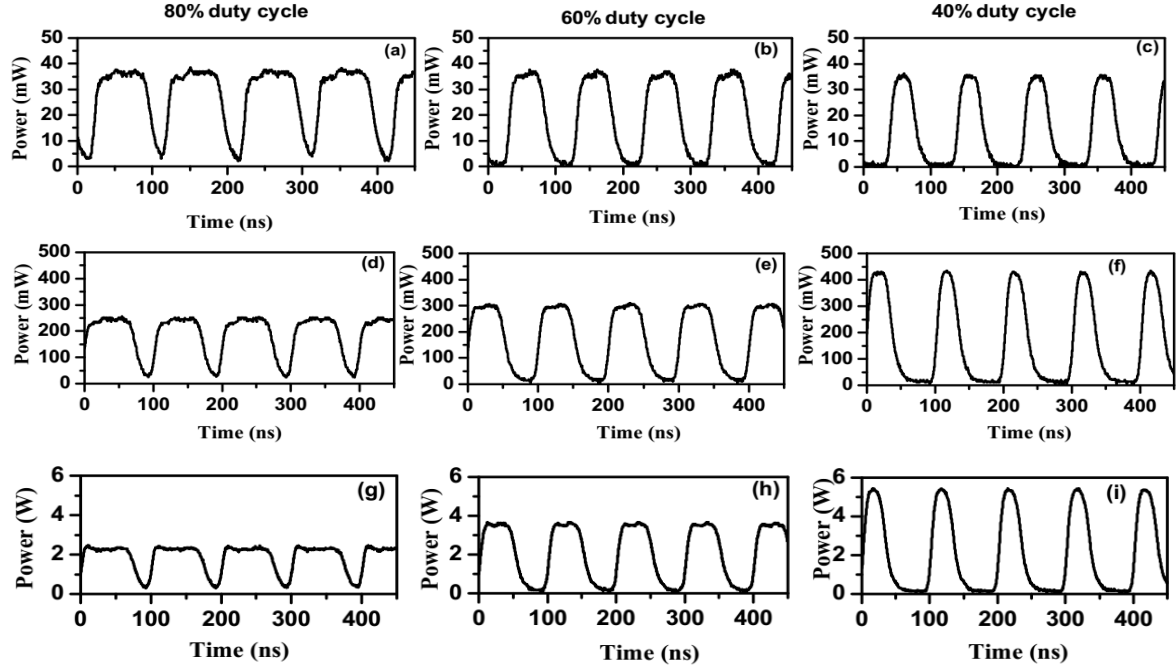 80% duty cycle
60% duty cycle
40% duty cycle
50
40
30
20
10
0
Power (mW)
(a)
0 100 200 300 400
Time (ns)
50
40
30
20
10
0
Power (mW)
(b)
0 100 200 300 400
Time (ns)
50
40
30
20
10
0
Power (mW)
(c)
0 100 200 300 400
Time (ns)
500
400
300
200
100
0
Power (mW)
(d)
0 100 200 300 400
Time (ns)
500
400
300
200
100
0
Power (mW)
(e)
0 100 200 300 400
Time (ns)
500
400
300
200
100
0
Power (mW)
(f)
0 100 200 300 400
Time (ns)
6
4
2
0
Power (W)
(g)
0 100 200 300 400
Time (ns)
6
4
2
0
Power (W)
(h)
0 100 200 300 400
Time (ns)
6
4
2
0
Power (W)
(i)
0 100 200 300 400
Time (ns)